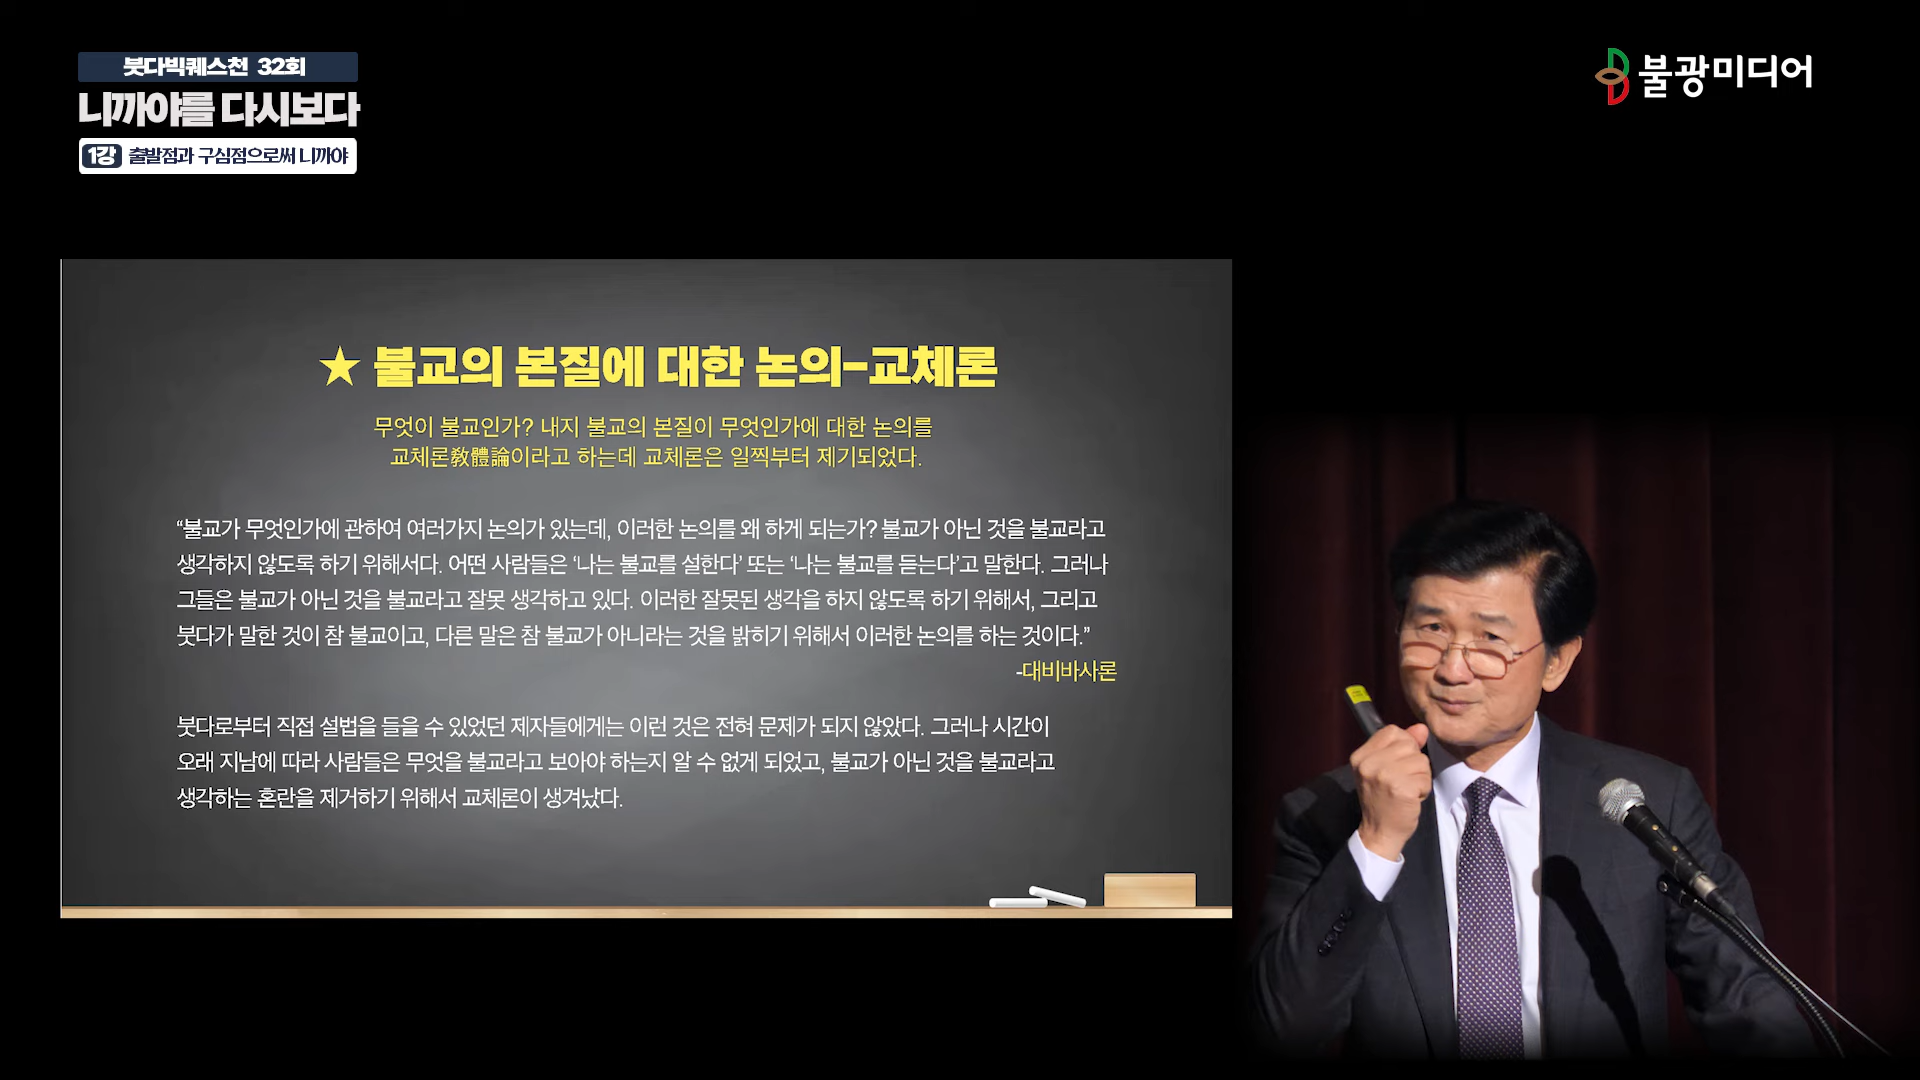 붓다빅퀘스천 32회
니까야를 다시보다
1강 출발점과 구심점으로써 니까야
불광미디어
★ 불교의 본질에 대한 논의-교체론
무엇이 불교인가? 내지 불교의 본질이 무엇인가에 대한 논의를
교체론敎體論이라고 하는데 교체론은 일찍부터 제기되었다.
“불교가 무엇인가에 관하여 여러가지 논의가 있는데, 이러한 논의를 왜 하게 되는가? 불교가 아닌 것을 불교라고
생각하지 않도록 하기 위해서다. 어떤 사람들은 ‘나는 불교를 설한다’ 또는 ‘나는 불교를 듣는다’고 말한다. 그러나
그들은 불교가 아닌 것을 불교라고 잘못 생각하고 있다. 이러한 잘못된 생각을 하지 않도록 하기 위해서, 그리고
붓다가 말한 것이 참 불교이고, 다른 말은 참 불교가 아니라는 것을 밝히기 위해서 이러한 논의를 하는 것이다.”
-대비바사론
붓다로부터 직접 설법을 들을 수 있었던 제자들에게는 이런 것은 전혀 문제가 되지 않았다. 그러나 시간이
오래 지남에 따라 사람들은 무엇을 불교라고 보아야 하는지 알 수 없게 되었고, 불교가 아닌 것을 불교라고
생각하는 혼란을 제거하기 위해서 교체론이 생겨났다.